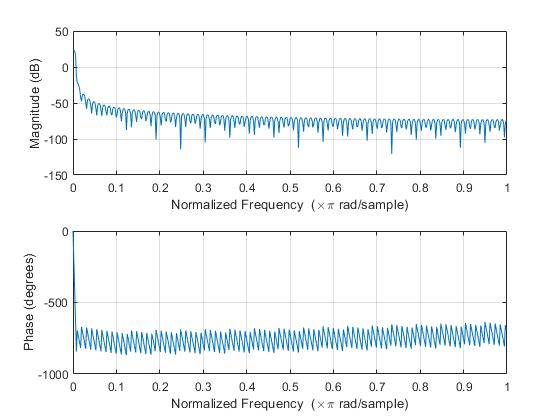 50
0
-50
-100
-150
Magnitude (dB)
0 0.1 0.2 0.3 0.4 0.5 0.6 0.7 0.8 0.9 1
Normalized Frequency (×π rad/sample)
0
-500
-1000
Phase (degrees)
0 0.1 0.2 0.3 0.4 0.5 0.6 0.7 0.8 0.9 1
Normalized Frequency (×π rad/sample)